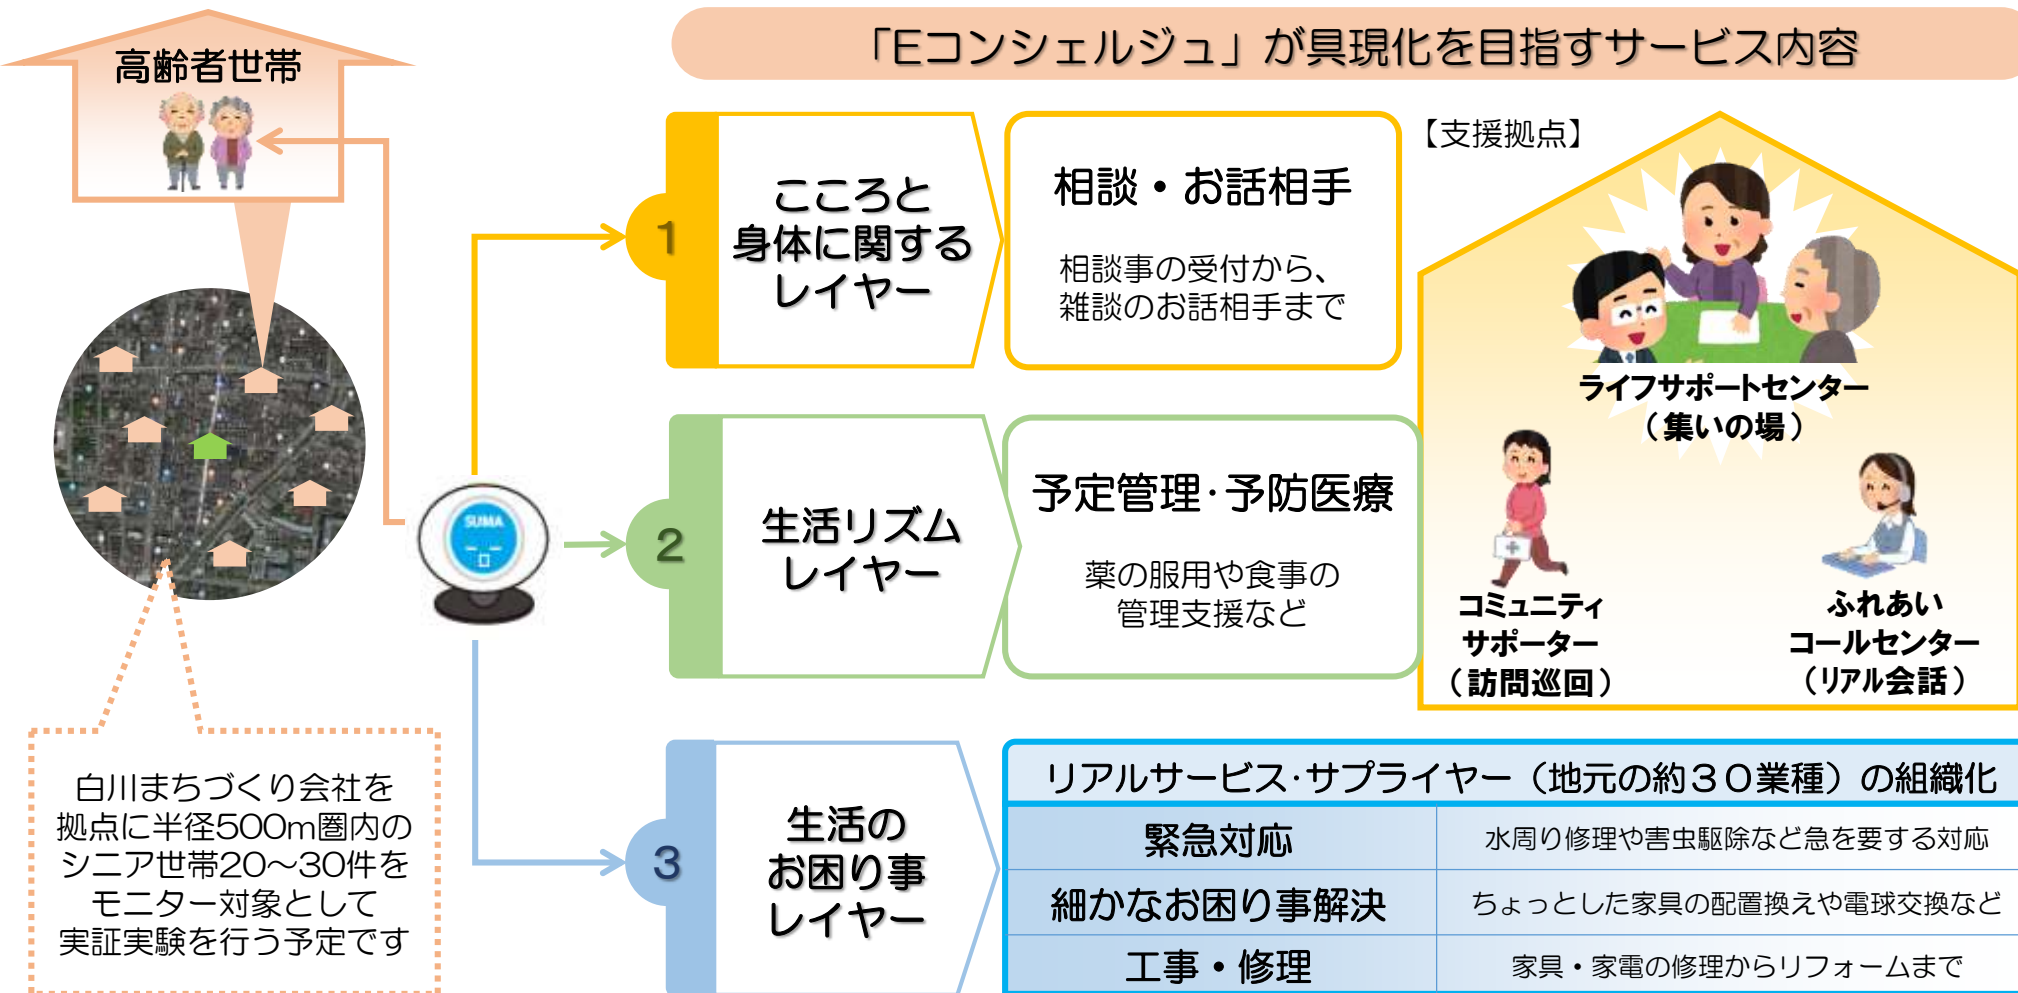 「Eコンシェルジュ」が具現化を目指すサービス内容
高齢者世帯
白川まちづくり会社を
拠点に半径500m圏内の
シニア世帯20～30件を
モニター対象として
実証実験を行う予定です
SUMA
1
こころと
身体に関する
レイヤー
相談・お話相手
相談事の受付から、
雑談のお話相手まで
2
生活リズム
レイヤー
予定管理･予防医療
薬の服用や食事の
管理支援など
【支援拠点】
ライフサポートセンター
（集いの場）
コミュニティ
サポーター
（訪問巡回）
ふれあい
コールセンター
（リアル会話）
3
生活の
お困り事
レイヤー
リアルサービス･サプライヤー（地元の約３０業種）の組織化
緊急対応
水周り修理や害虫駆除など急を要する対応
細かなお困り事解決
ちょっとした家具の配置換えや電球交換など
工事・修理
家具・家電の修理からリフォームまで